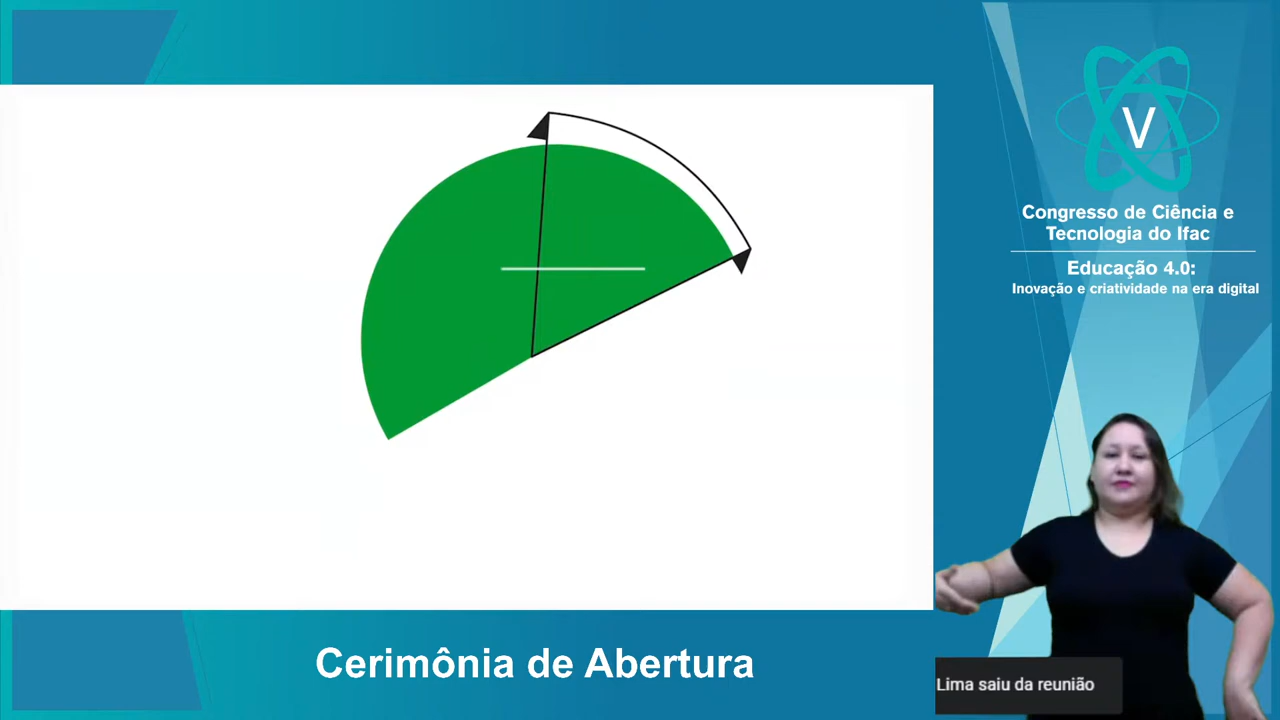 V
Congresso de Ciência e
Tecnologia do Ifac
Educação 4.0:
Inovação e criatividade na era digital
Cerimônia de Abertura
Lima saiu da reunião